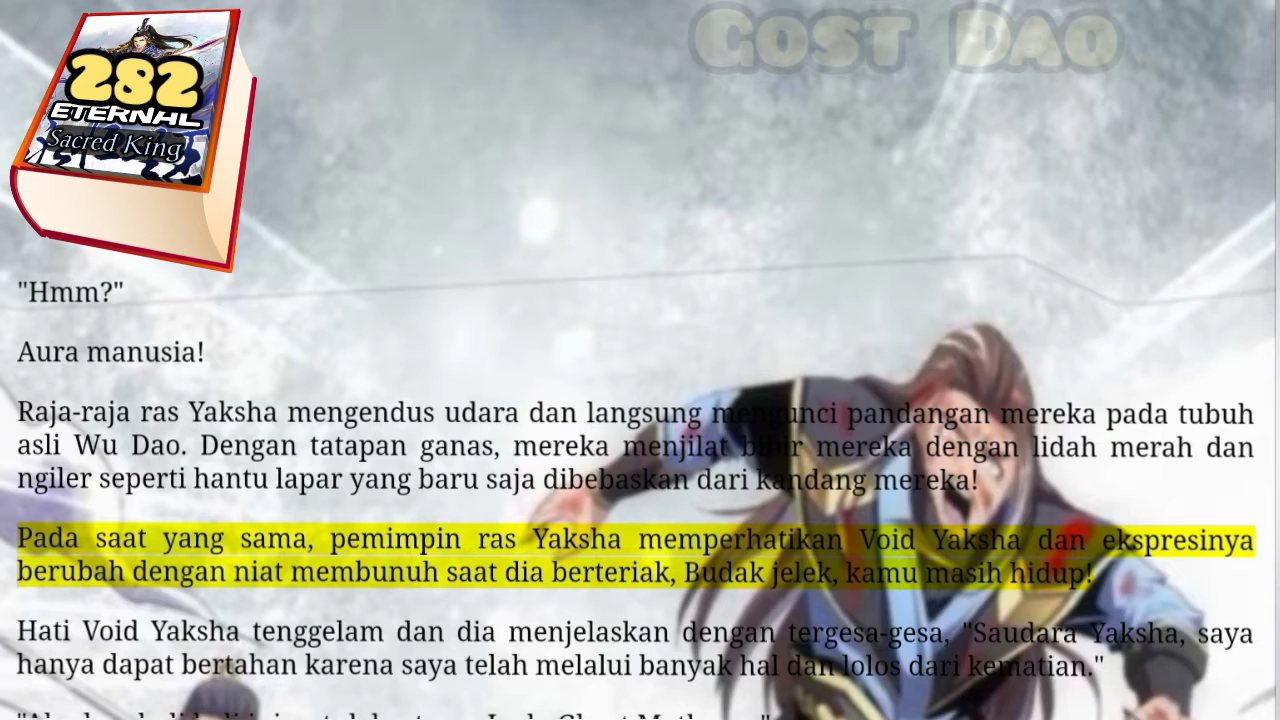 Gost Dao
282
ETERNAL
Sacred King
"Hmm?"
Aura manusia!
Raja-raja ras Yaksha mengendus udara dan langsung mengunci pandangan mereka pada tubuh
asli Wu Dao. Dengan tatapan ganas, mereka menjilat bibir mereka dengan lidah merah dan
ngiler seperti hantu lapar yang baru saja dibebaskan dari kandang mereka!
Pada saat yang sama, pemimpin ras Yaksha memperhatikan Void Yaksha dan ekspresinya
berubah dengan niat membunuh saat dia berteriak, Budak jelek, kamu masih hidup!
Hati Void Yaksha tenggelam dan dia menjelaskan dengan tergesa-gesa, "Saudara Yaksha, saya
hanya dapat bertahan karena saya telah melalui banyak hal dan lolos dari kematian."